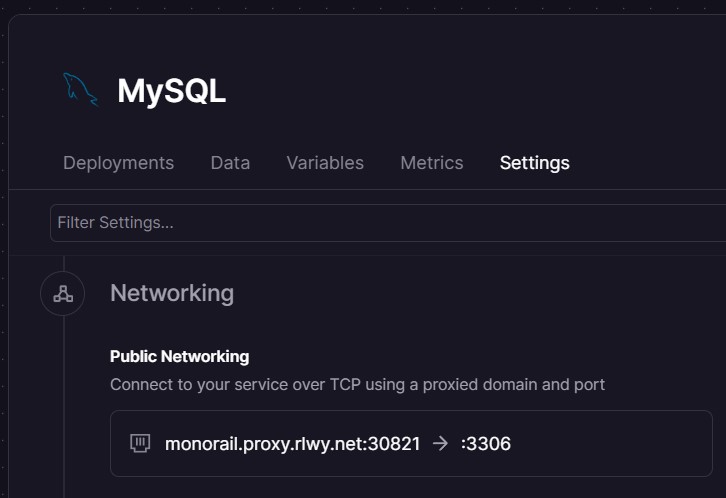 MySQL
Deployments Data Variables Metrics Settings
Filter Settings...
Networking
Public Networking
Connect to your service over TCP using a proxied domain and port
monorail.proxy.rlwy.net:30821 → :3306